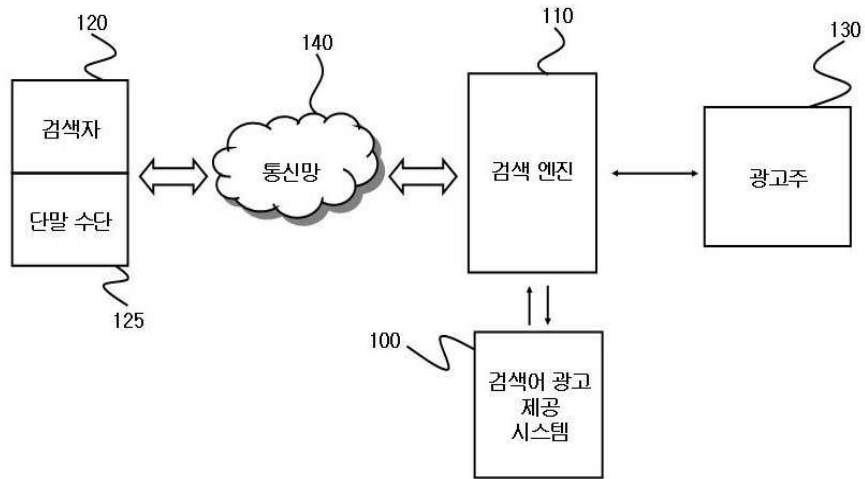 120
140
110
130
검색자
단말 수단
통신망
검색 엔진
광고주
125
100
검색어 광고
제공
시스템